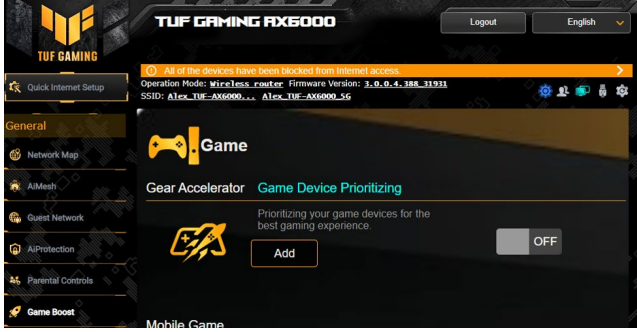 TUF GAMING AX6000
Logout
English
TUF GAMING
All of the devices have been blocked from Internet access.
Operation Mode: Wireless router Firmware Version: 3.0.0.4.388_31931
SSID: Alex_TUF-AX6000... Alex_TUF-AX6000_5G
Quick Internet Setup
General
Network Map
AiMesh
Guest Network
AiProtection
Parental Controls
Game Boost
Game
Gear Accelerator Game Device Prioritizing
Prioritizing your game devices for the
best gaming experience.
Add
OFF
Mobile Game